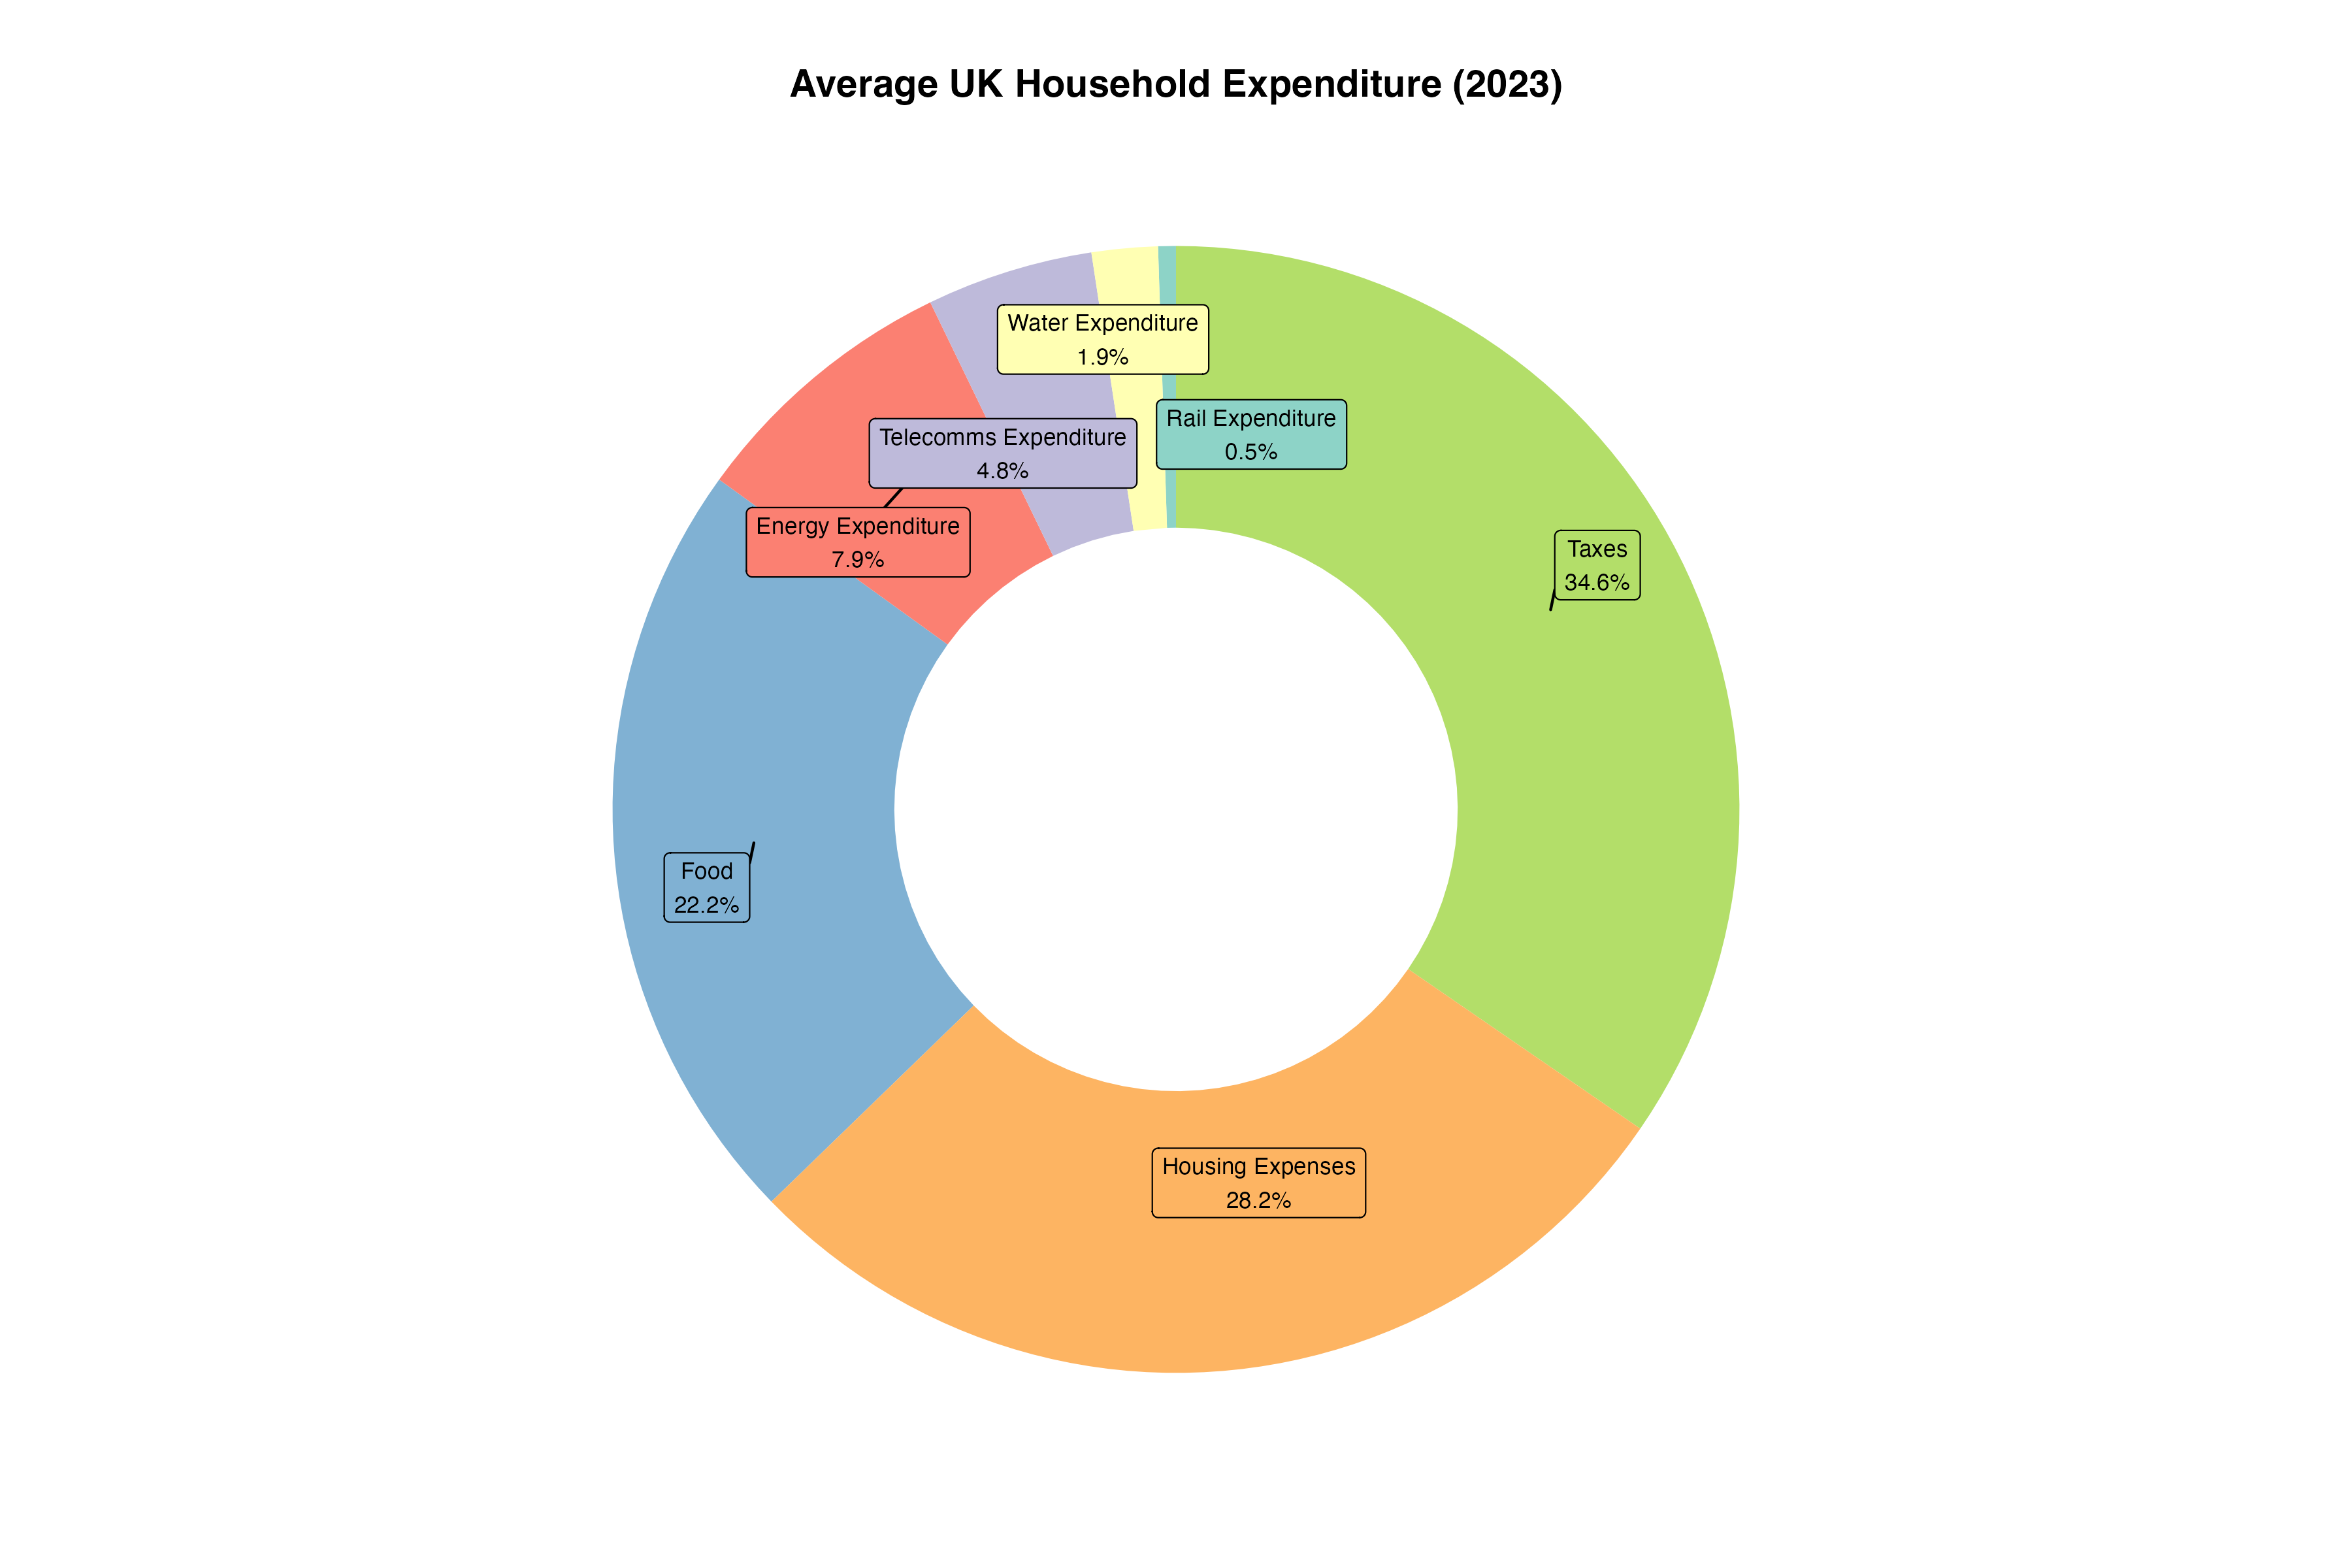 Average UK Household Expenditure (2023)
Water Expenditure
1.9%
Rail Expenditure
0.5%
Telecomms Expenditure
4.8%
Energy Expenditure
7.9%
Taxes
34.6%
Food
22.2%
Housing Expenses
28.2%